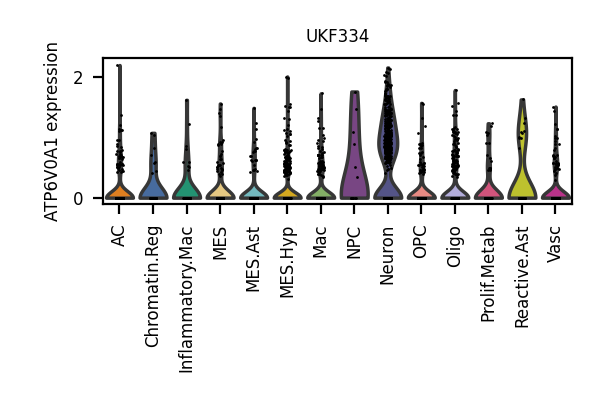 UKF334
ATP6V0A1 expression
2
0
AC
Chromatin.Reg
Inflammatory.Mac
MES
MES.Ast
MES.Hyp
Mac
NPC
Neuron
OPC
Oligo
Prolif.Metab
Reactive.Ast
Vasc